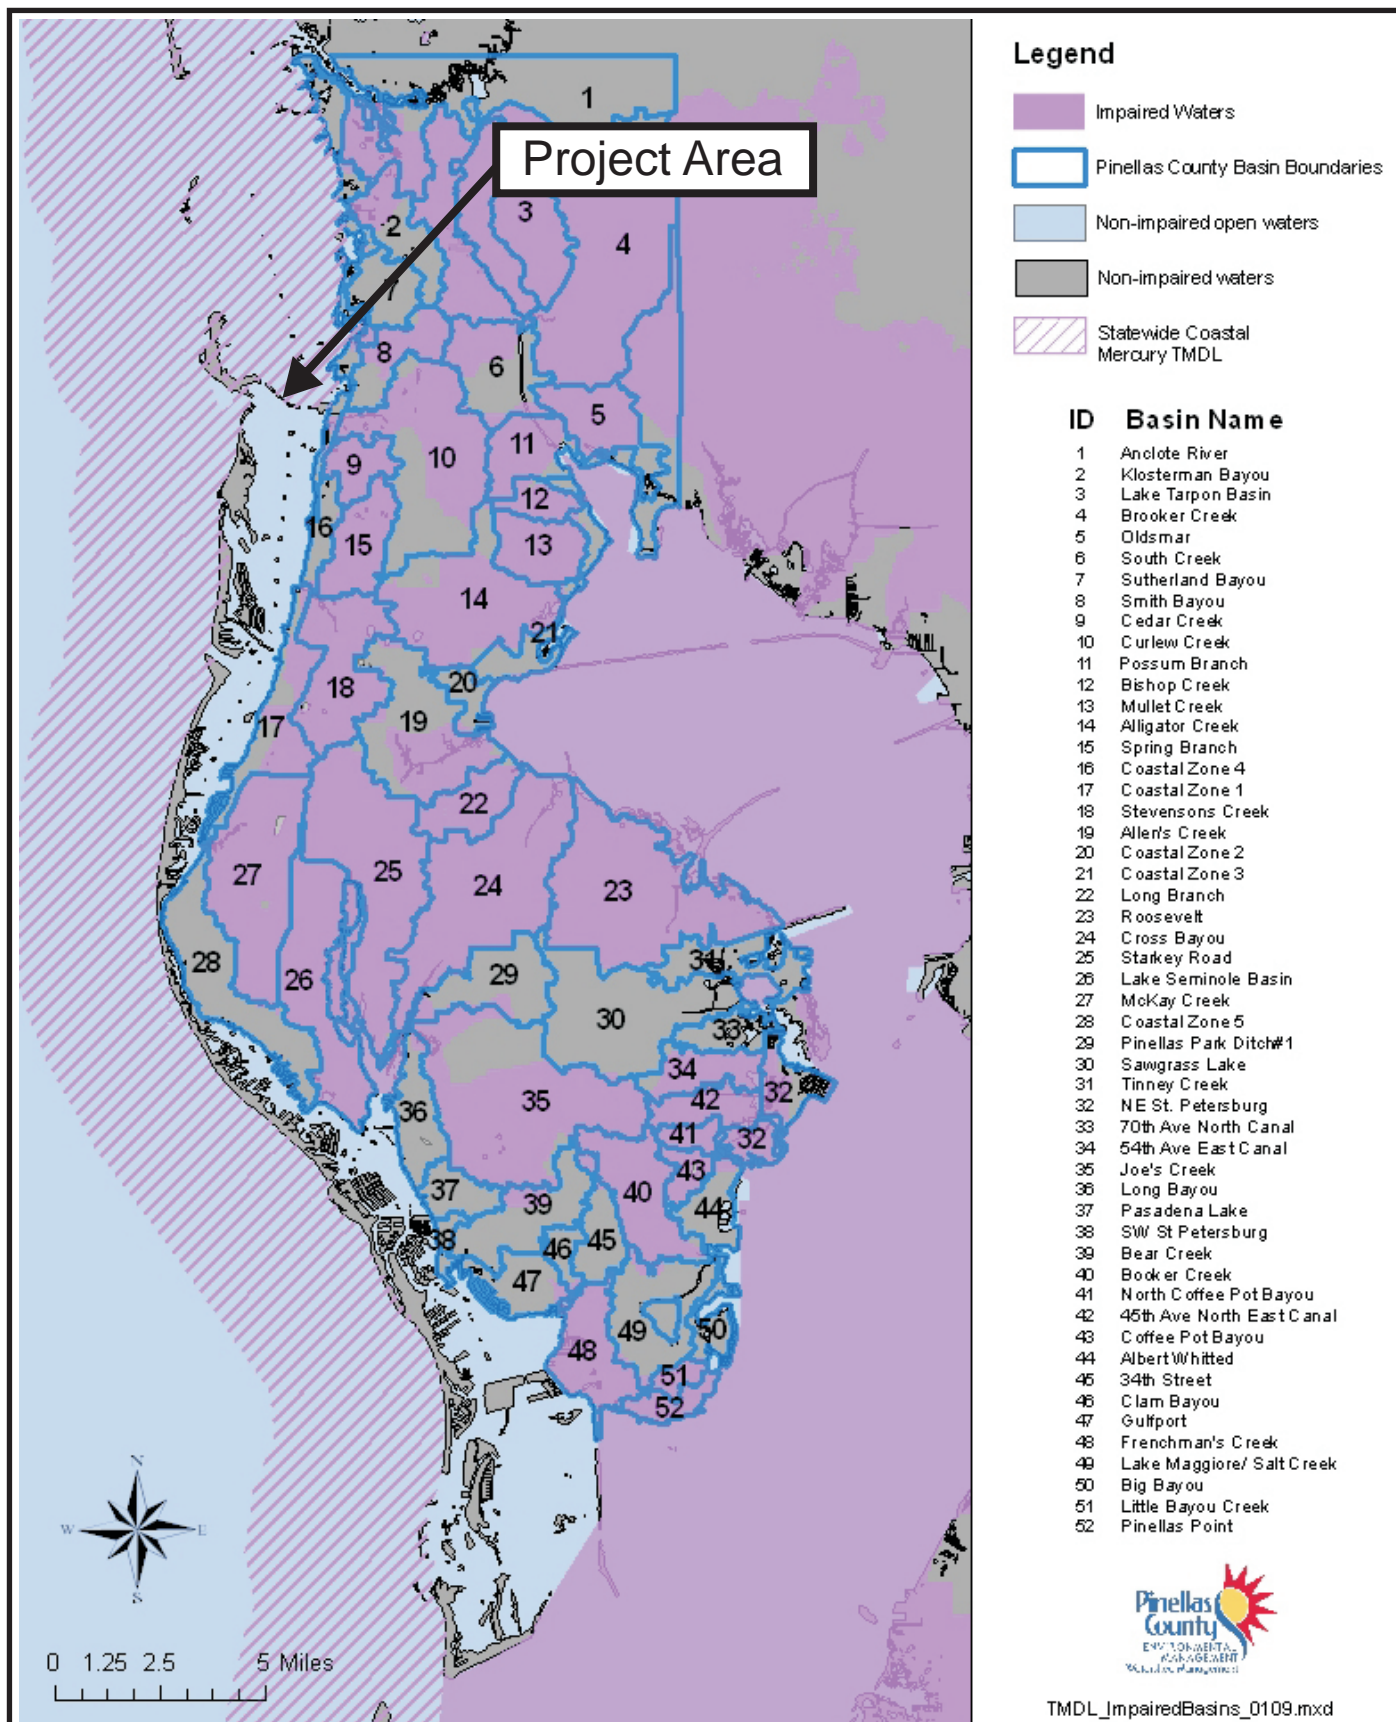 Project Area
1
2
3
4
7
8
6
5
9
10
11
12
16
15
13
14
21
20
18
19
17
22
27
25
24
23
28
26
29
31
30
33
34
32
42
36
35
41
32
43
37
39
40
44
38
46
45
47
49
50
48
51
52
N
W E
S
0 1.25 2.5 5 Miles
Legend
Impaired Waters
Pinellas County Basin Boundaries
Non-impaired open waters
Non-impaired waters
Statewide Coastal
Mercury TMDL
ID Basin Name
1 Anclote River
2 Klosterman Bayou
3 Lake Tarpon Basin
4 Brooker Creek
5 Oldsmar
6 South Creek
7 Sutherland Bayou
8 Smith Bayou
9 Cedar Creek
10 Curlew Creek
11 Possum Branch
12 Bishop Creek
13 Mullet Creek
14 Alligator Creek
15 Spring Branch
16 Coastal Zone 4
17 Coastal Zone 1
18 Stevensons Creek
19 Allen's Creek
20 Coastal Zone 2
21 Coastal Zone 3
22 Long Branch
23 Roosevelt
24 Cross Bayou
25 Starkey Road
26 Lake Seminole Basin
27 McKay Creek
28 Coastal Zone 5
29 Pinellas Park Ditch#1
30 Sawgrass Lake
31 Tinney Creek
32 NE St. Petersburg
33 70th Ave North Canal
34 54th Ave East Canal
35 Joe's Creek
36 Long Bayou
37 Pasadena Lake
38 SW St Petersburg
39 Bear Creek
40 Booker Creek
41 North Coffee Pot Bayou
42 45th Ave North East Canal
43 Coffee Pot Bayou
44 Albert Whitted
45 34th Street
46 Clam Bayou
47 Gulfport
48 Frenchman's Creek
49 Lake Maggiore/ Salt Creek
50 Big Bayou
51 Little Bayou Creek
52 Pinellas Point
Pinellas
County
ENVIRONMENTAL
MANAGEMENT
Watershed Management
TMDL_ImpairedBasins_0109.mxd